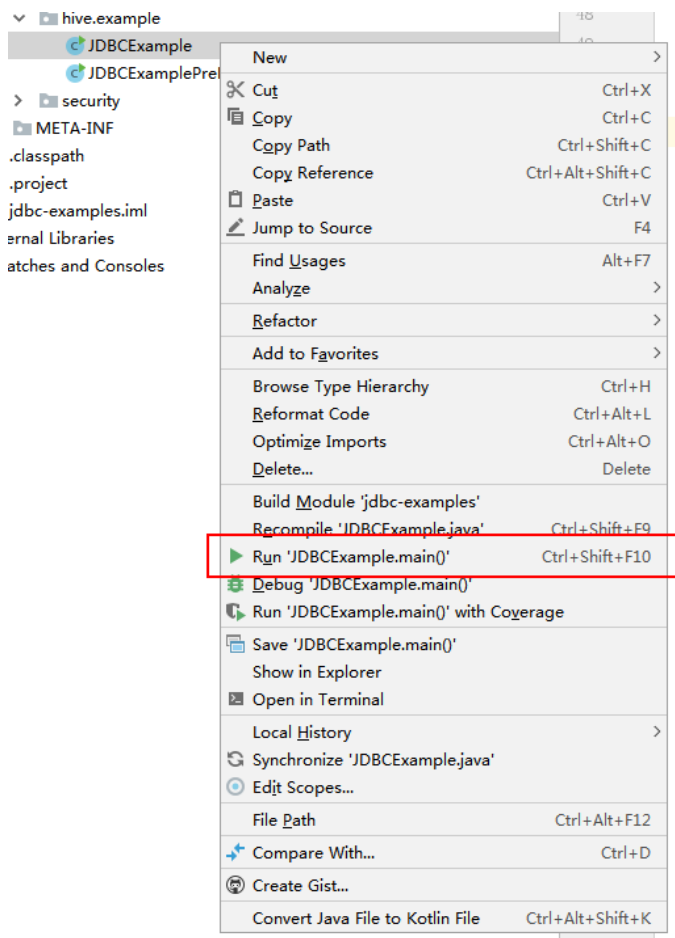 hive.example
48
JDBCExample
49
JDBCExamplePre
security
META-INF
.classpath
.project
jdbc-examples.iml
ernal Libraries
atches and Consoles
New
Cut Ctrl+X
Copy Ctrl+C
Copy Path Ctrl+Shift+C
Copy Reference Ctrl+Alt+Shift+C
Paste Ctrl+V
Jump to Source F4
Find Usages Alt+F7
Analyze
Refactor
Add to Favorites
Browse Type Hierarchy Ctrl+H
Reformat Code Ctrl+Alt+L
Optimize Imports Ctrl+Alt+O
Delete... Delete
Build Module 'jdbc-examples'
Recompile 'JDBCExample.java' Ctrl+Shift+F9
Run 'JDBCExample.main()' Ctrl+Shift+F10
Debug 'JDBCExample.main()'
Run 'JDBCExample.main()' with Coverage
Save 'JDBCExample.main()'
Show in Explorer
Open in Terminal
Local History
Synchronize 'JDBCExample.java'
Edit Scopes...
File Path Ctrl+Alt+F12
Compare With... Ctrl+D
Create Gist...
Convert Java File to Kotlin File Ctrl+Alt+Shift+K